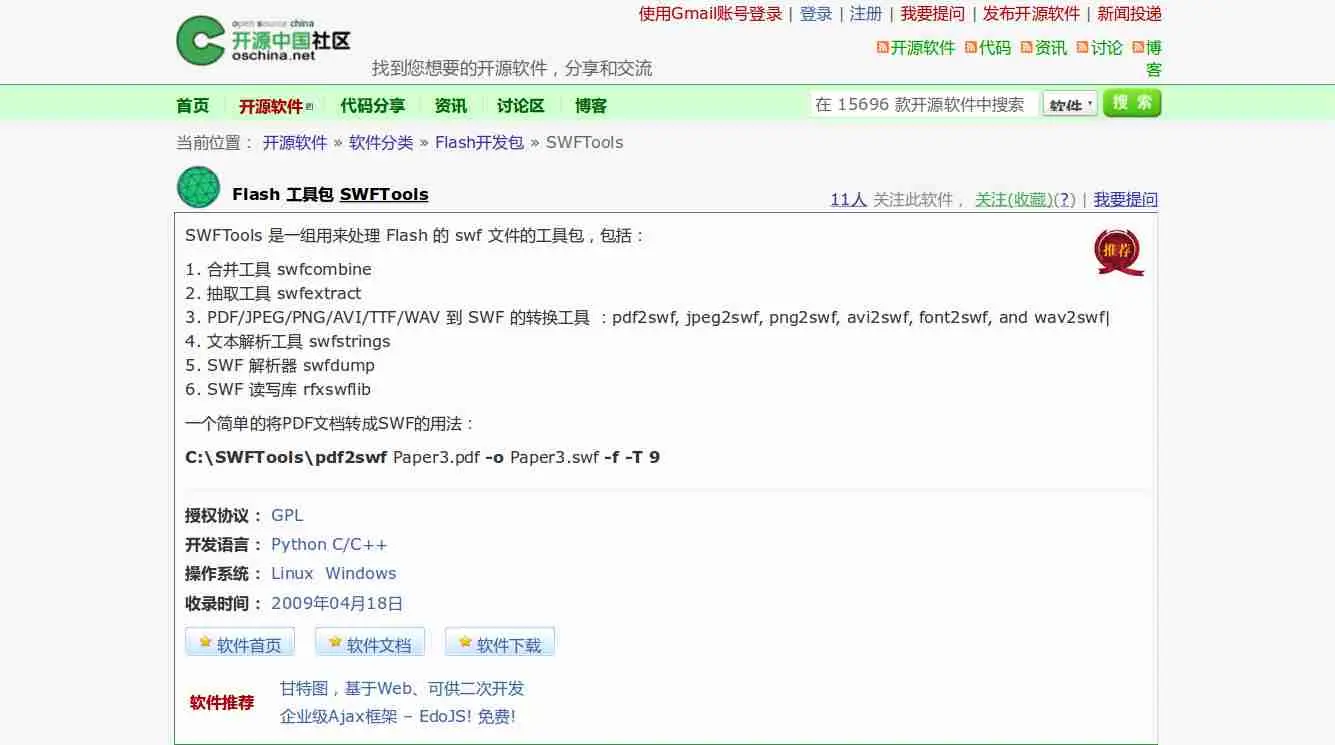 使用Gmail账号登录 | 登录 | 注册 | 我要提问 | 发布开源软件 | 新闻投递
open source china
开源中国社区
oschina.net
找到您想要的开源软件，分享和交流
开源软件 代码 资讯 讨论 博
客
首页 开源软件 代码分享 资讯 讨论区 博客 在 15696 款开源软件中搜索 软件 搜 索
当前位置： 开源软件 » 软件分类 » Flash开发包 » SWFTools
Flash 工具包 SWFTools
11人 关注此软件， 关注(收藏)(?) | 我要提问
SWFTools 是一组用来处理 Flash 的 swf 文件的工具包，包括：
推荐
1. 合并工具 swfcombine
2. 抽取工具 swfextract
3. PDF/JPEG/PNG/AVI/TTF/WAV 到 SWF 的转换工具 ：pdf2swf, jpeg2swf, png2swf, avi2swf, font2swf, and wav2swf|
4. 文本解析工具 swfstrings
5. SWF 解析器 swfdump
6. SWF 读写库 rfxswflib
一个简单的将PDF文档转成SWF的用法：
C:\SWFTools\pdf2swf Paper3.pdf -o Paper3.swf -f -T 9
授权协议： GPL
开发语言： Python C/C++
操作系统： Linux Windows
收录时间： 2009年04月18日
软件首页 软件文档 软件下载
软件推荐
甘特图，基于Web、可供二次开发
企业级Ajax框架 – EdoJS! 免费!